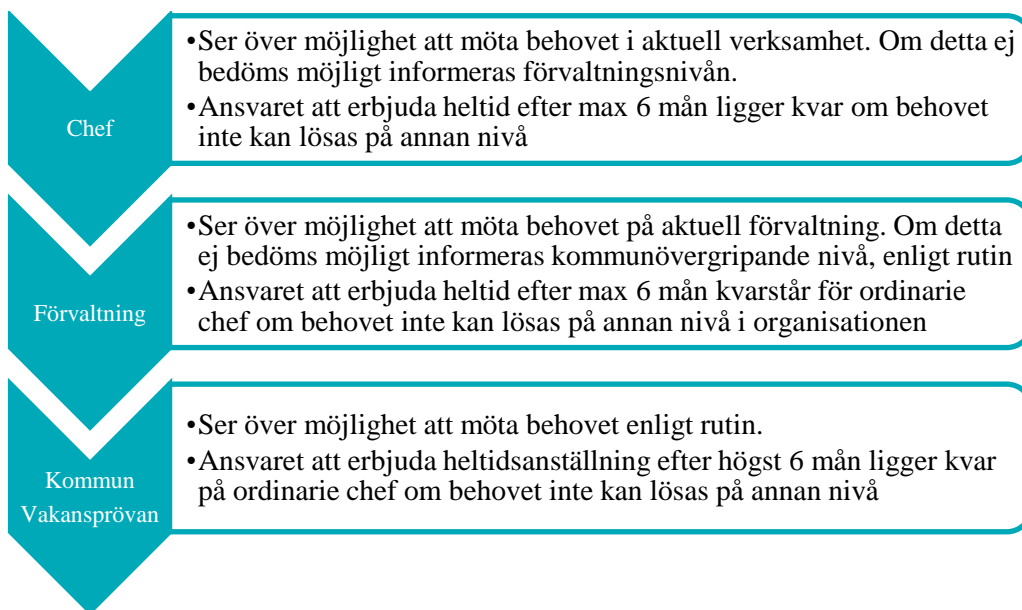 Chef
•Ser över möjlighet att möta behovet i aktuell verksamhet. Om detta ej
bedöms möjligt informeras förvaltningsnivån.
•Ansvaret att erbjuda heltid efter max 6 mån ligger kvar om behovet
inte kan lösas på annan nivå
Förvaltning
•Ser över möjlighet att möta behovet på aktuell förvaltning. Om detta
ej bedöms möjligt informeras kommunövergripande nivå, enligt rutin
•Ansvaret att erbjuda heltid efter max 6 mån kvarstår för ordinarie
chef om behovet inte kan lösas på annan nivå i organisationen
Kommun
Vakansprövan
•Ser över möjlighet att möta behovet enligt rutin.
•Ansvaret att erbjuda heltidsanställning efter högst 6 mån ligger kvar
på ordinarie chef om behovet inte kan lösas på annan nivå